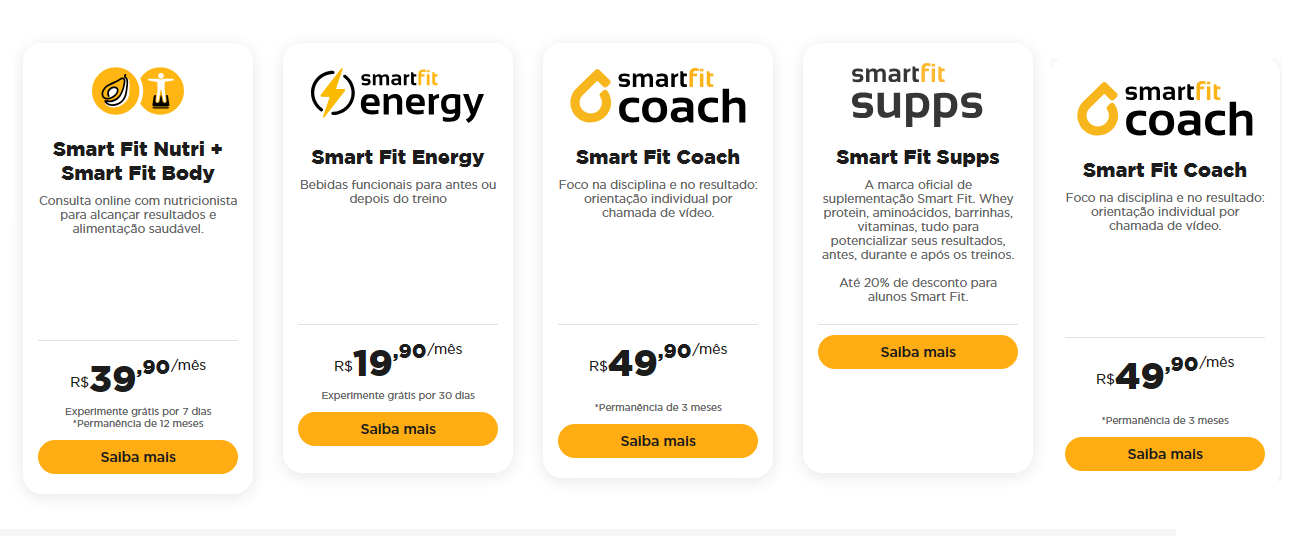 Smart Fit Nutri +
Smart Fit Body
Consulta online com nutricionista
para alcançar resultados e
alimentação saudável.
R$39,90/mês
Experimente grátis por 7 dias
*Permanência de 12 meses
Saiba mais
smartfit
energy
Smart Fit Energy
Bebidas funcionais para antes ou
depois do treino
R$19,90/mês
Experimente grátis por 30 dias
Saiba mais
smartfit
coach
Smart Fit Coach
Foco na disciplina e no resultado:
orientação individual por
chamada de vídeo.
R$49,90/mês
*Permanência de 3 meses
Saiba mais
smartfit
supps
Smart Fit Supps
A marca oficial de
suplementação Smart Fit. Whey
protein, aminoácidos, barrinhas,
vitaminas, tudo para
potencializar seus resultados,
antes, durante e após os treinos.
Até 20% de desconto para
alunos Smart Fit.
Saiba mais
smartfit
coach
Smart Fit Coach
Foco na disciplina e no resultado:
orientação individual por
chamada de vídeo.
R$49,90/mês
*Permanência de 3 meses
Saiba mais